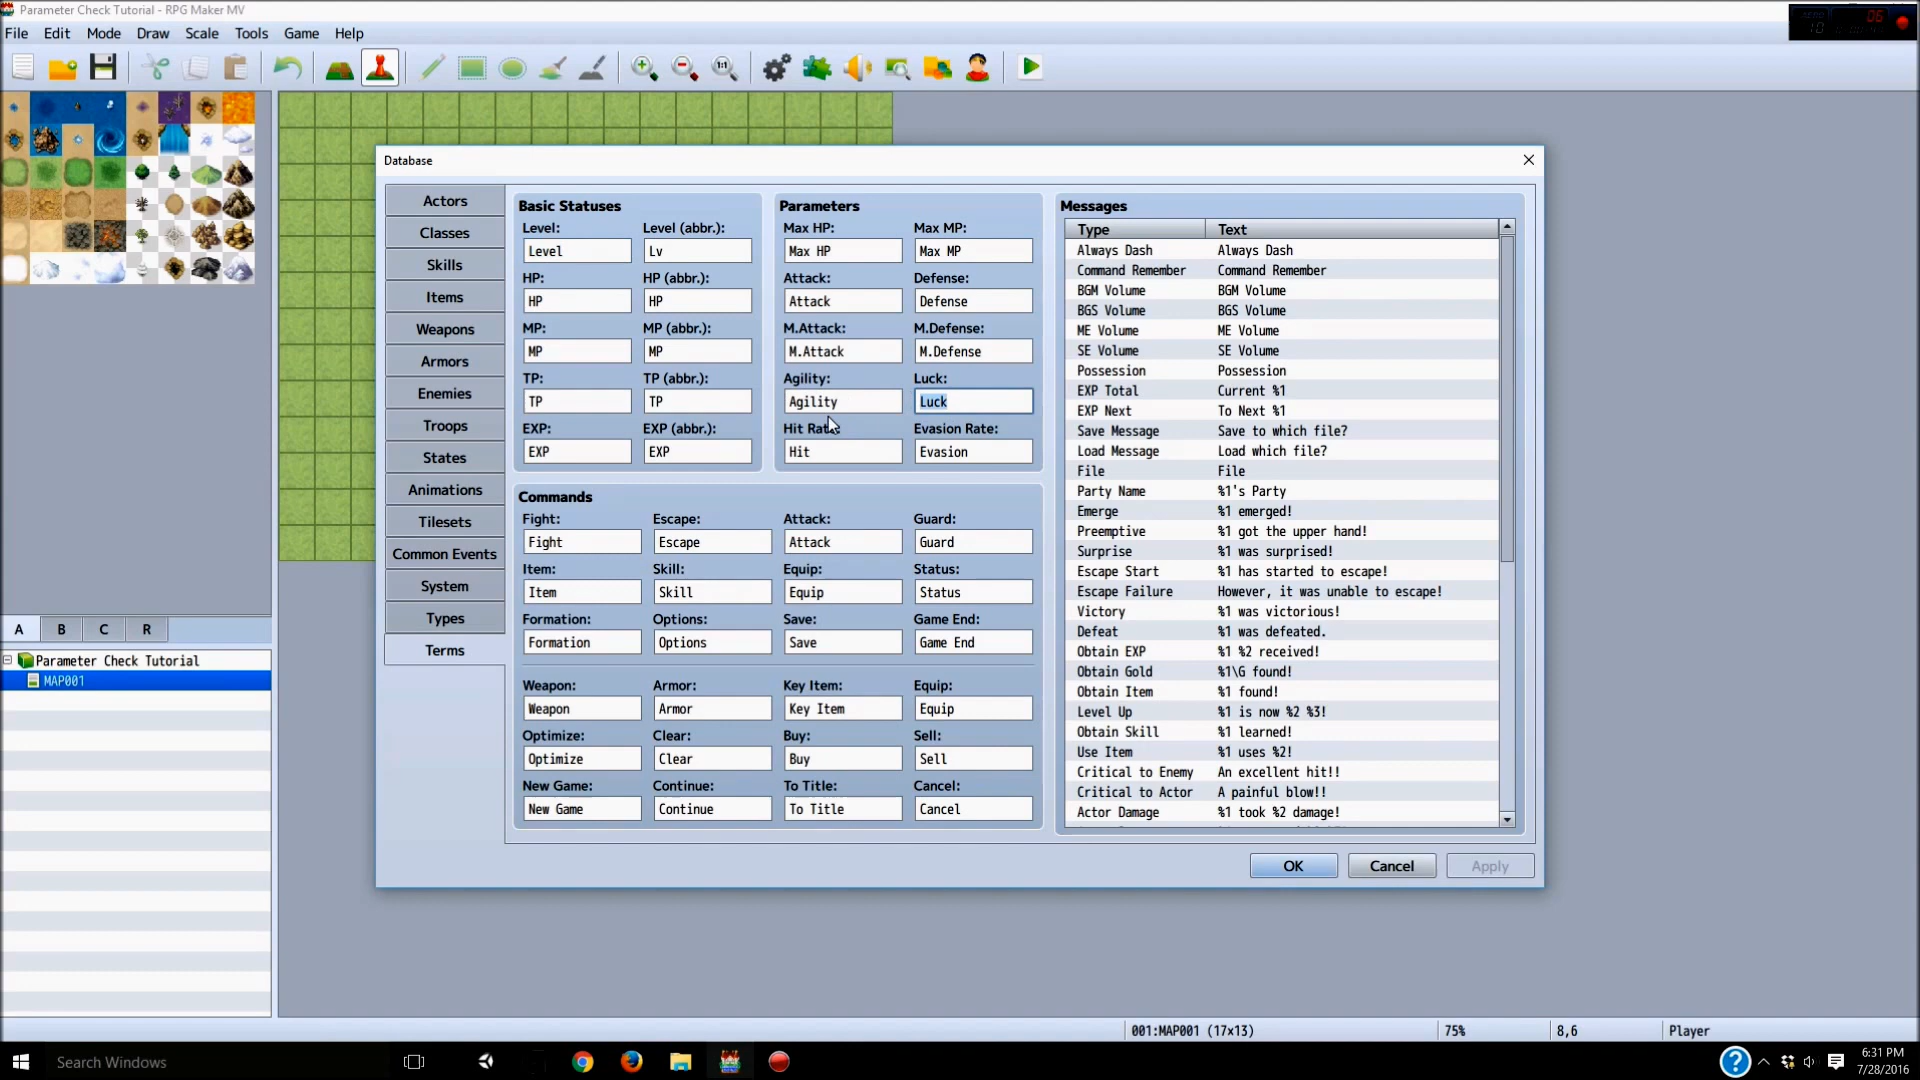 Parameter Check Tutorial - RPG Maker MV
File Edit Mode Draw Scale Tools Game Help
1:1
Database
Actors
Classes
Skills
Items
Weapons
Armors
Enemies
Troops
States
Animations
Tilesets
Common Events
System
Types
Terms
Basic Statuses
Level: Level (abbr.):
Level Lv
HP: HP (abbr.):
HP HP
MP: MP (abbr.):
MP MP
TP: TP (abbr.):
TP TP
EXP: EXP (abbr.):
EXP EXP
Parameters
Max HP: Max MP:
Max HP Max MP
Attack: Defense:
Attack Defense
M.Attack: M.Defense:
M.Attack M.Defense
Agility: Luck:
Agility Luck
Hit Rate: Evasion Rate:
Hit Evasion
Commands
Fight: Escape: Attack: Guard:
Fight Escape Attack Guard
Item: Skill: Equip: Status:
Item Skill Equip Status
Formation: Options: Save: Game End:
Formation Options Save Game End
Weapon: Armor: Key Item: Equip:
Weapon Armor Key Item Equip
Optimize: Clear: Buy: Sell:
Optimize Clear Buy Sell
New Game: Continue: To Title: Cancel:
New Game Continue To Title Cancel
Messages
Type Text
Always Dash Always Dash
Command Remember Command Remember
BGM Volume BGM Volume
BGS Volume BGS Volume
ME Volume ME Volume
SE Volume SE Volume
Possession Possession
EXP Total Current %1
EXP Next To Next %1
Save Message Save to which file?
Load Message Load which file?
File File
Party Name %1's Party
Emerge %1 emerged!
Preemptive %1 got the upper hand!
Surprise %1 was surprised!
Escape Start %1 has started to escape!
Escape Failure However, it was unable to escape!
Victory %1 was victorious!
Defeat %1 was defeated.
Obtain EXP %1 %2 received!
Obtain Gold %1\G found!
Obtain Item %1 found!
Level Up %1 is now %2 %3!
Obtain Skill %1 learned!
Use Item %1 uses %2!
Critical to Enemy An excellent hit!!
Critical to Actor A painful blow!!
Actor Damage %1 took %2 damage!
OK Cancel Apply
A B C R
Parameter Check Tutorial
MAP001
001:MAP001 (17x13) 75% 8,6 Player
Search Windows
6:31 PM
7/28/2016